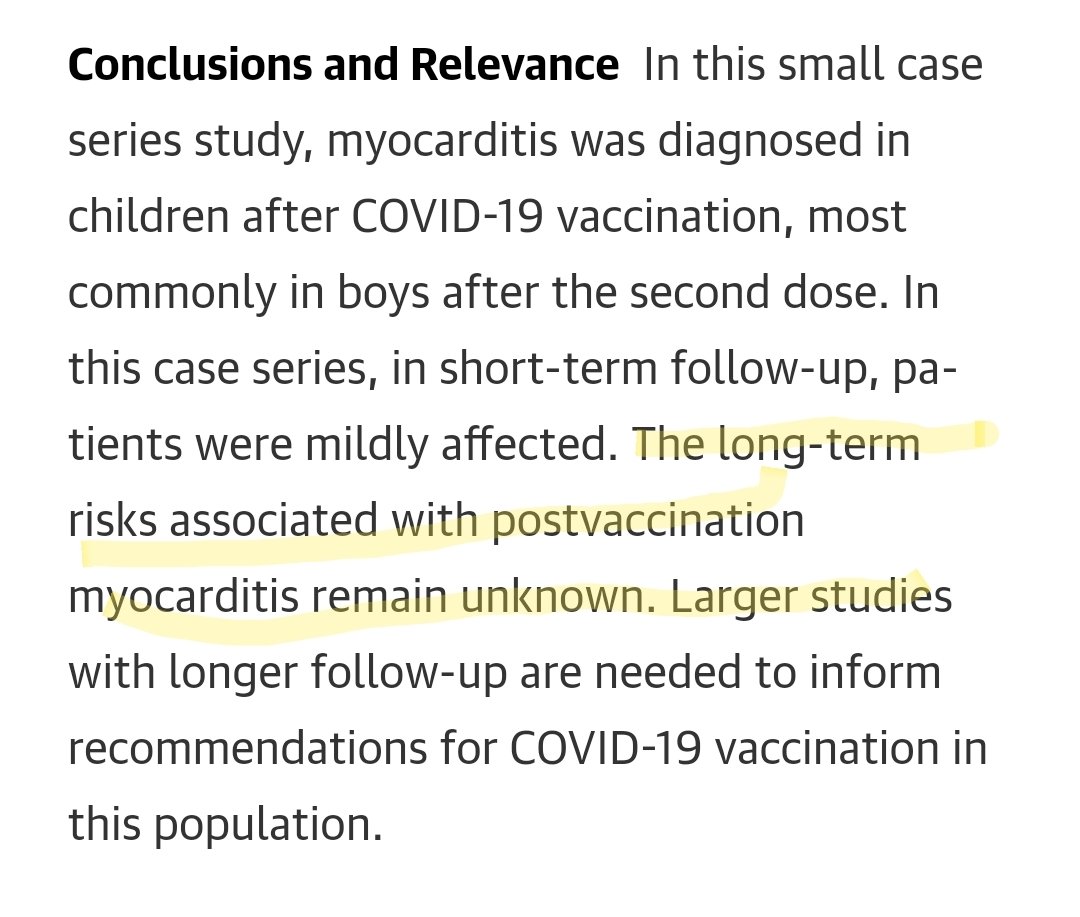 Conclusions and Relevance In this small case
series study, myocarditis was diagnosed in
children after COVID-19 vaccination, most
commonly in boys after the second dose. In
this case series, in short-term follow-up, pa-
tients were mildly affected. The long-term
risks associated with postvaccination
myocarditis remain unknown. Larger studies
with longer follow-up are needed to inform
recommendations for COVID-19 vaccination in
this population.